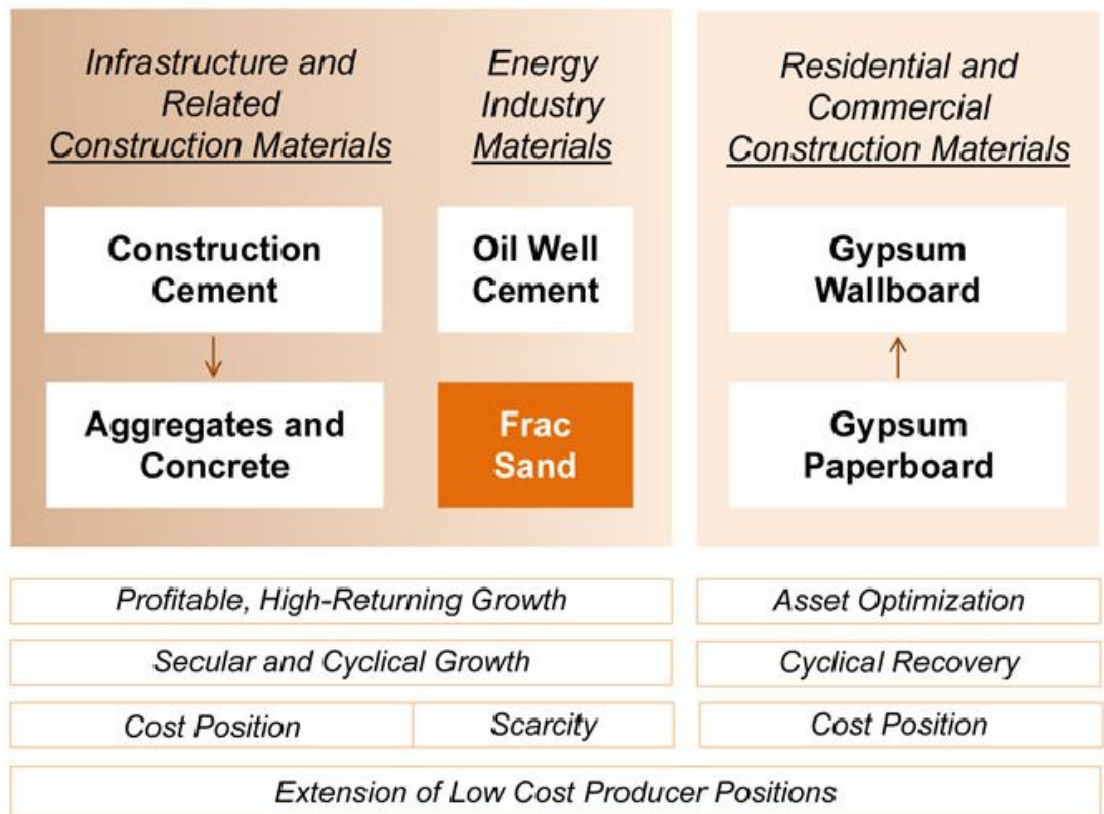 Infrastructure and
Related
Construction Materials
Energy
Industry
Materials
Residential and
Commercial
Construction Materials
Construction
Cement
Oil Well
Cement
Gypsum
Wallboard
Aggregates and
Concrete
Frac
Sand
Gypsum
Paperboard
Profitable, High-Returning Growth
Asset Optimization
Secular and Cyclical Growth
Cyclical Recovery
Cost Position
Scarcity
Cost Position
Extension of Low Cost Producer Positions